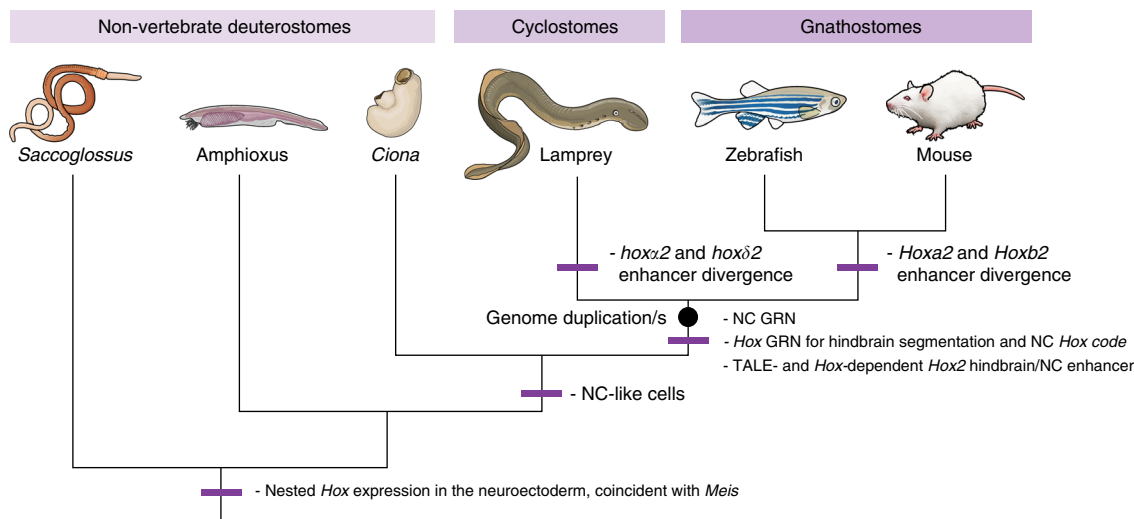 Non-vertebrate deuterostomes
Cyclostomes
Gnathostomes
Saccoglossus
Amphioxus
Ciona
Lamprey
Zebrafish
Mouse
- hoxα2 and hoxδ2
enhancer divergence
- Hoxa2 and Hoxb2
enhancer divergence
Genome duplication/s
- NC GRN
- Hox GRN for hindbrain segmentation and NC Hox code
- TALE- and Hox-dependent Hox2 hindbrain/NC enhancer
- NC-like cells
- Nested Hox expression in the neuroectoderm, coincident with Meis